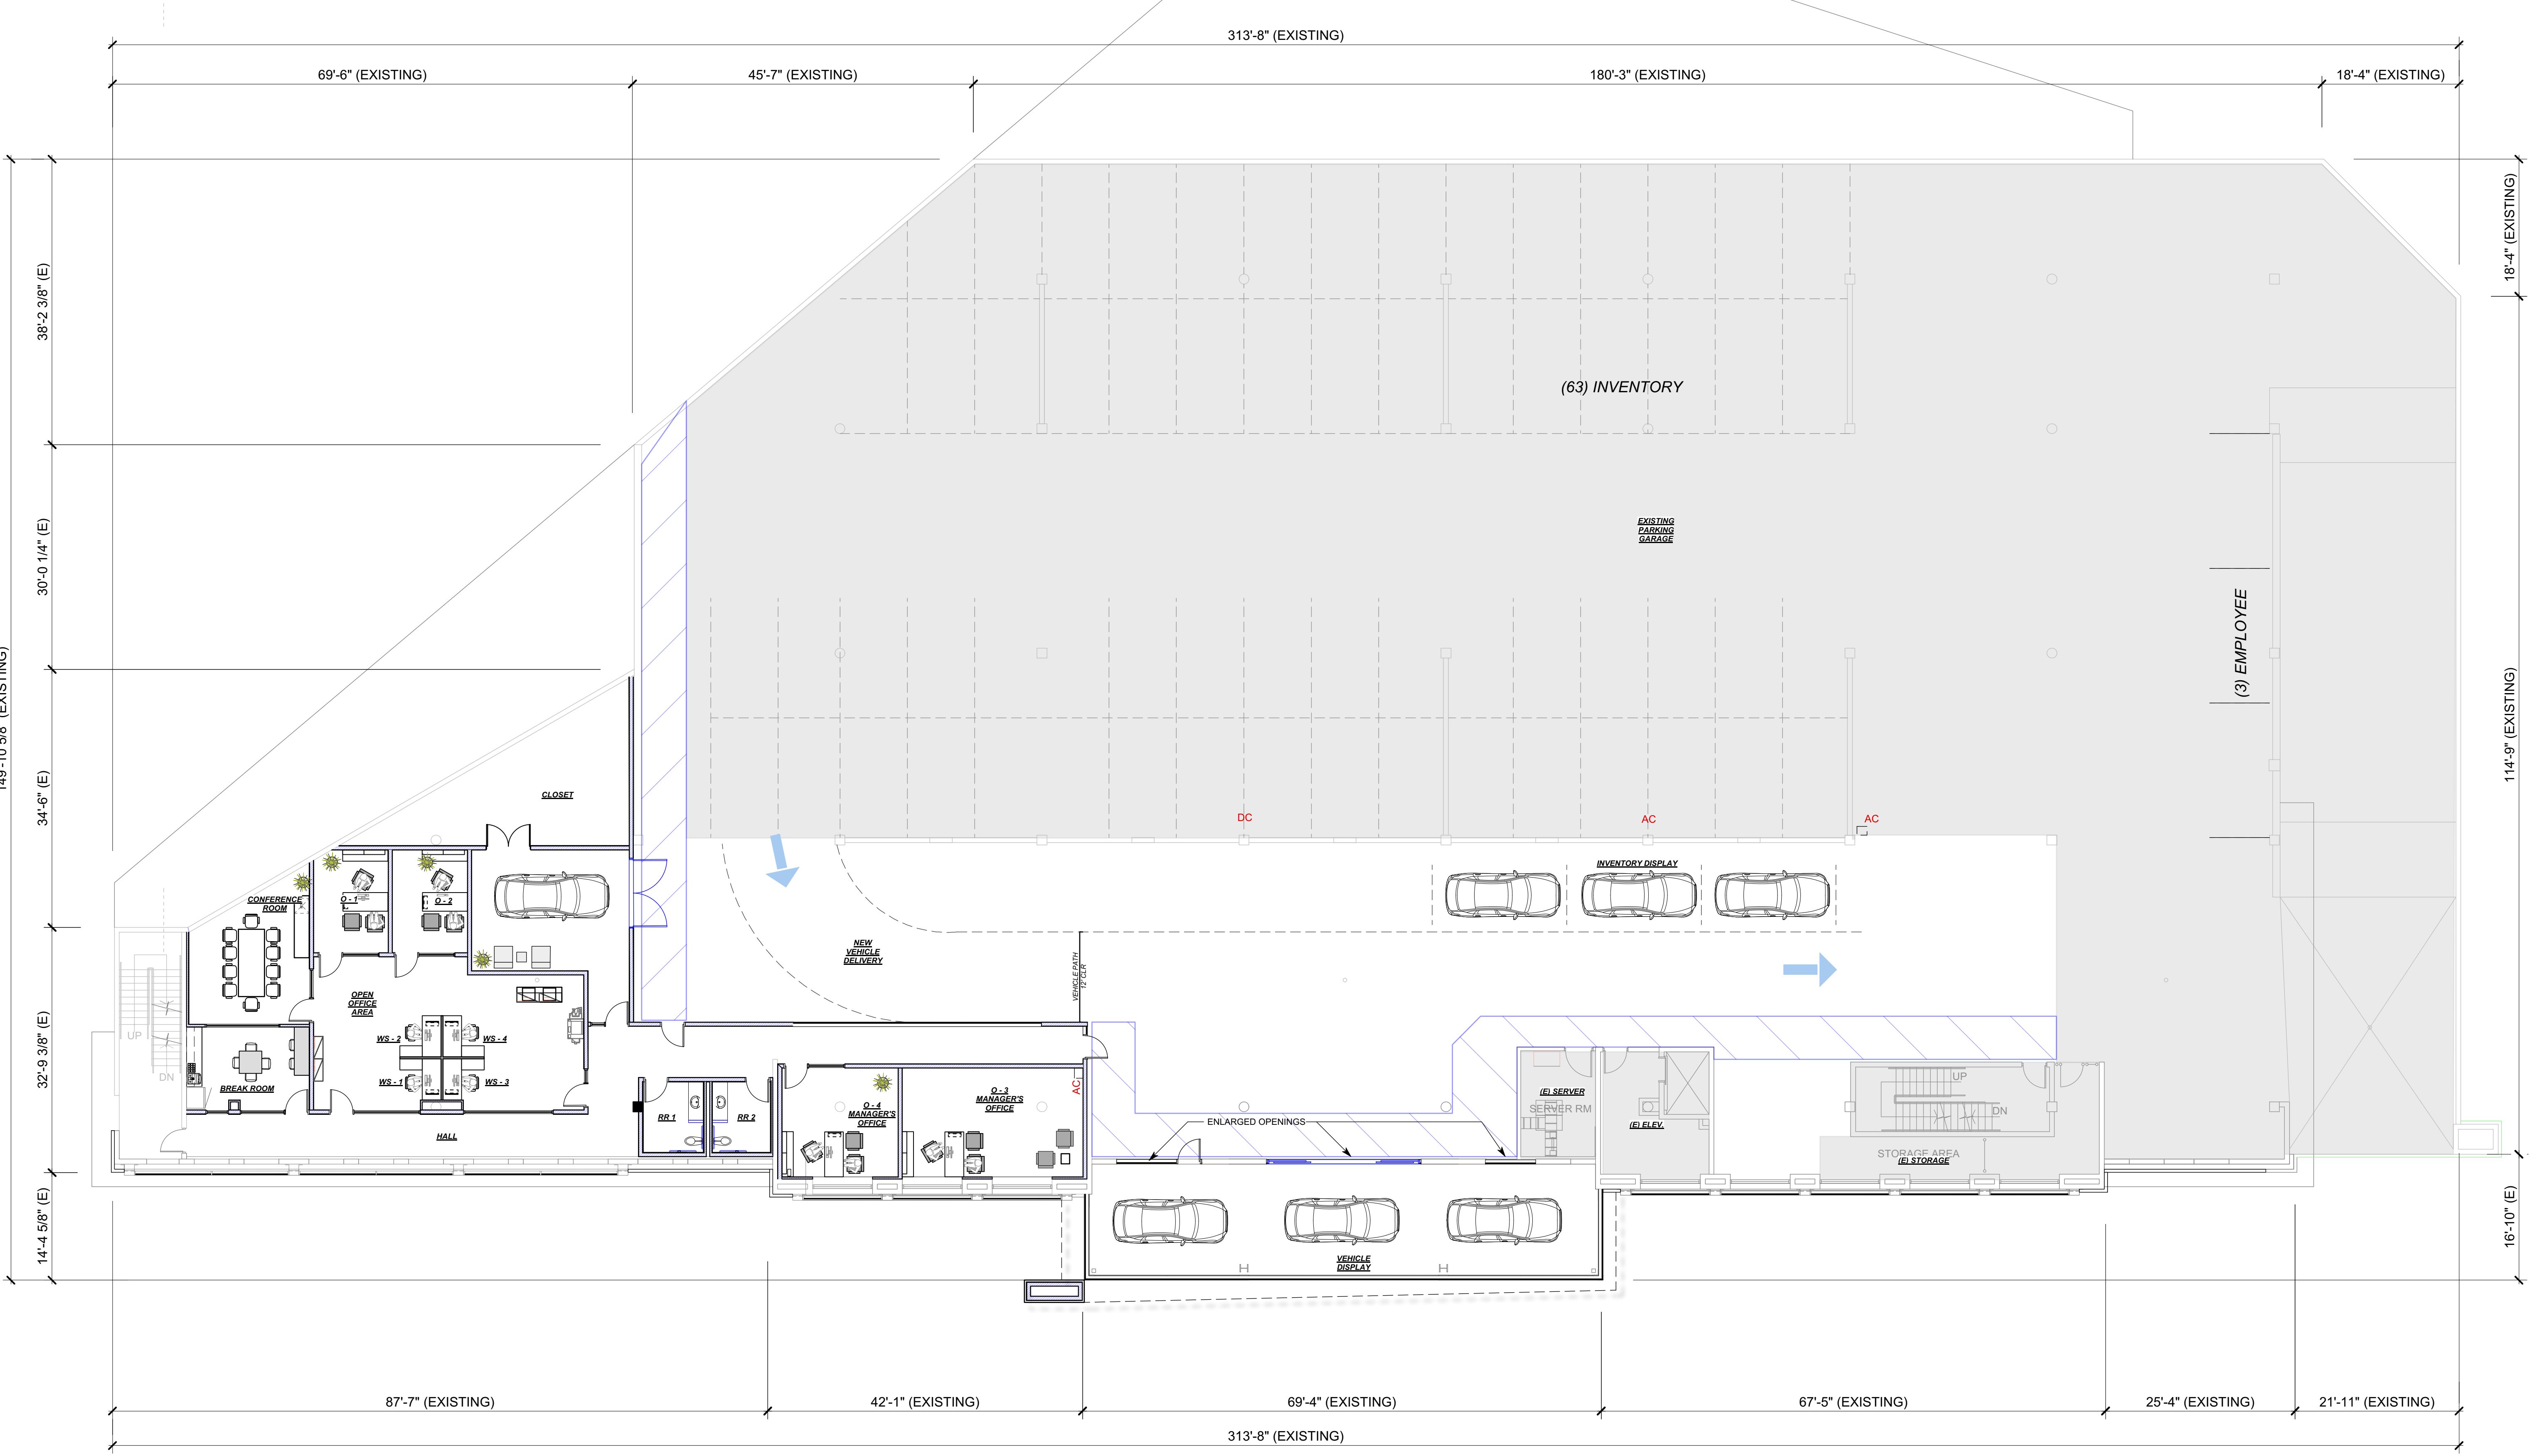 313'-8" (EXISTING)
69'-6" (EXISTING)
45'-7" (EXISTING)
180'-3" (EXISTING)
18'-4" (EXISTING)
18'-4" (EXISTING)
38'-2 3/8" (E)
(63) INVENTORY
30'-0 1/4" (E)
EXISTING
PARKING
GARAGE
(3) EMPLOYEE
149'-10 5/8" (EXISTING)
114'-9" (EXISTING)
34'-6" (E)
CLOSET
DC
AC
AC
INVENTORY DISPLAY
CONFERENCE
ROOM
O - 1
O - 2
NEW
VEHICLE
DELIVERY
VEHICLE PATH
12' CLR
OPEN
OFFICE
AREA
32'-9 3/8" (E)
UP
DN
WS - 2
WS - 4
WS - 1
WS - 3
BREAK ROOM
HALL
RR 1
RR 2
O - 4
MANAGER'S
OFFICE
O - 3
MANAGER'S
OFFICE
AC
ENLARGED OPENINGS
(E) SERVER
SERVER RM
(E) ELEV.
UP
DN
STORAGE AREA
(E) STORAGE
14'-4 5/8" (E)
16'-10" (E)
VEHICLE
DISPLAY
87'-7" (EXISTING)
42'-1" (EXISTING)
69'-4" (EXISTING)
67'-5" (EXISTING)
25'-4" (EXISTING)
21'-11" (EXISTING)
313'-8" (EXISTING)